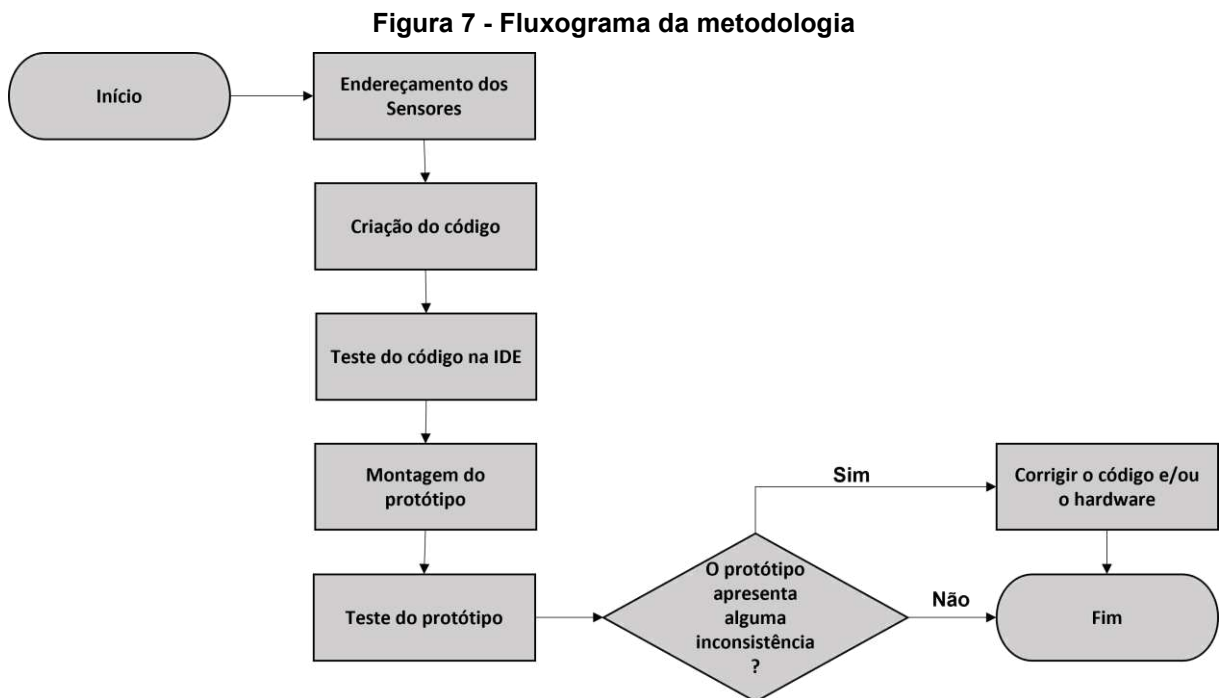 Figura 7 - Fluxograma da metodologia
Início
Endereçamento dos
Sensores
Criação do código
Teste do código na IDE
Montagem do
protótipo
Teste do protótipo
O protótipo
apresenta
alguma
inconsistência
?
Sim
Corrigir o código e/ou
o hardware
Não
Fim